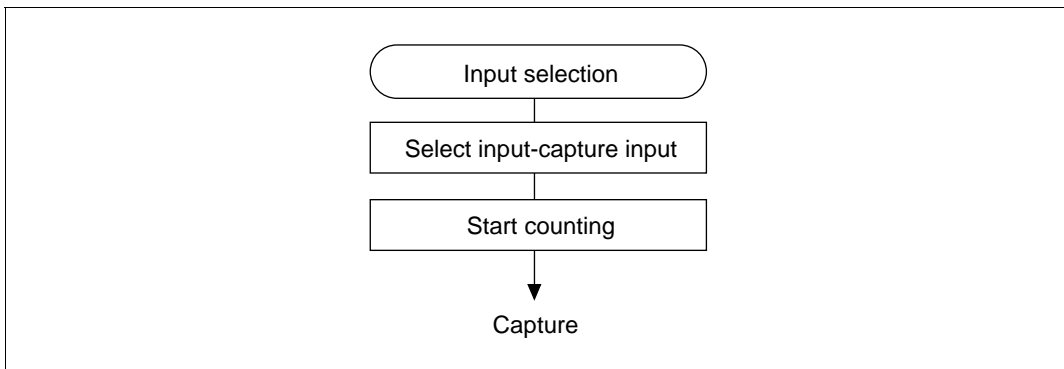 Input selection
Select input-capture input
Start counting
Capture